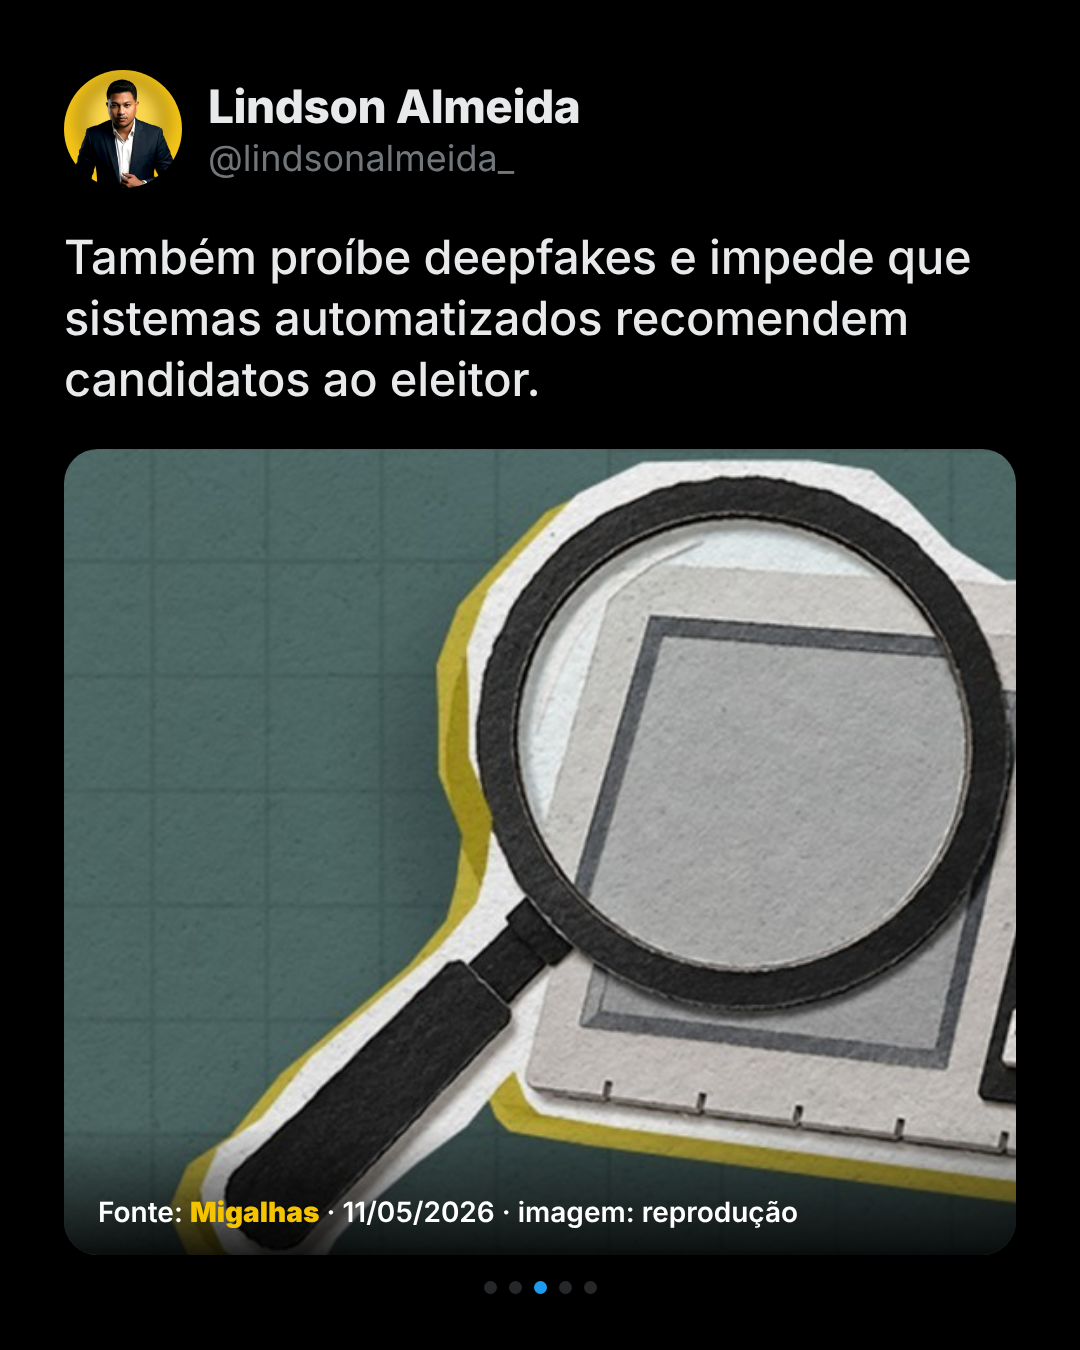 Lindson Almeida
@lindsonalmeida_
Também proíbe deepfakes e impede que
sistemas automatizados recomendem
candidatos ao eleitor.
Fonte: Migalhas · 11/05/2026 · imagem: reprodução